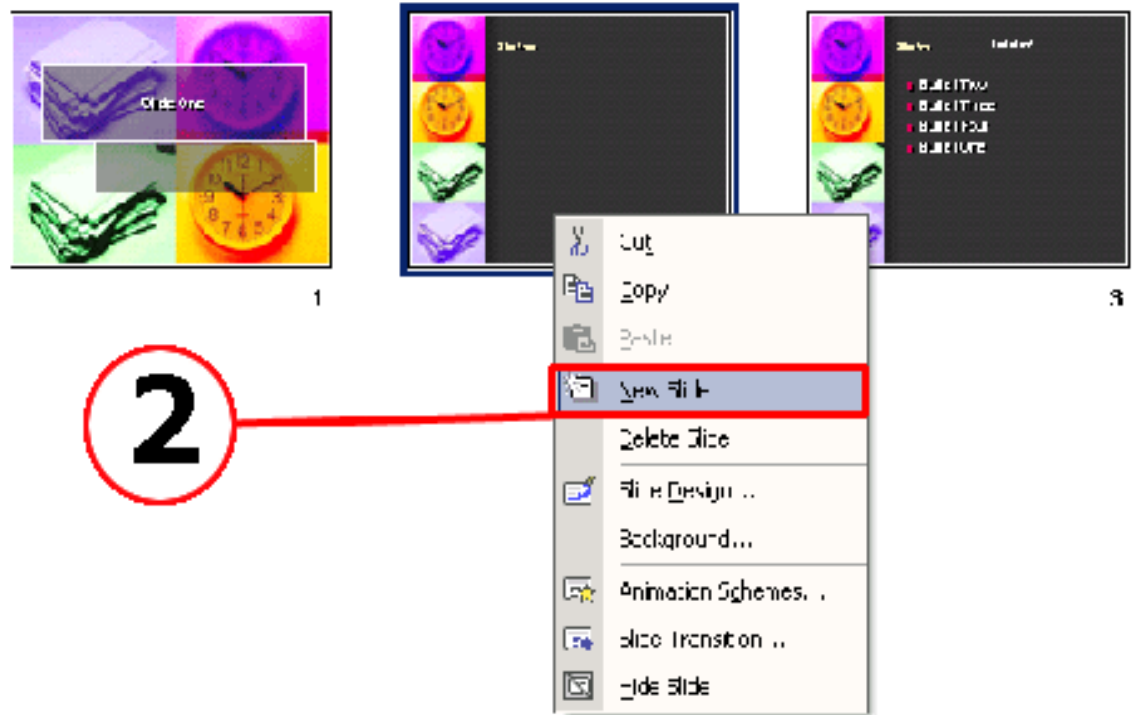 Slide One
Bullet Two
Bullet Three
Bullet Four
Bullet One
1
3
2
Cut
Copy
Paste
New Slide
Delete Slide
Slide Design...
Background...
Animation Schemes...
Slide Transition...
Hide Slide